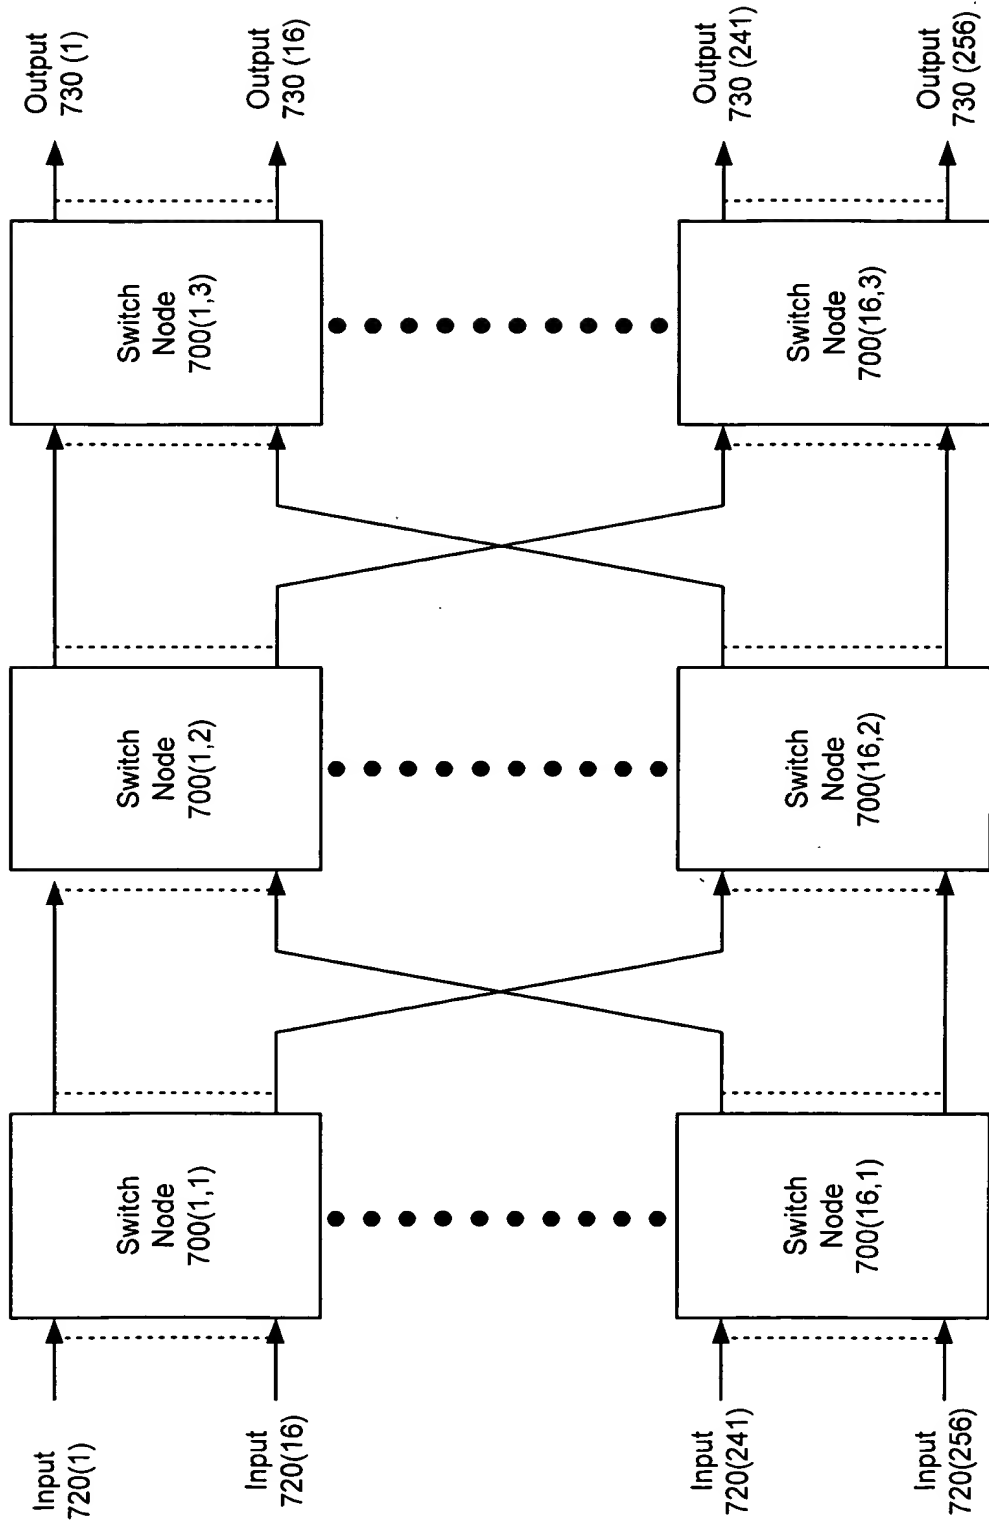 Input
720(1)
Input
720(16)
Input
720(241)
Input
720(256)
Switch
Node
700(1,1)
Switch
Node
700(16,1)
Switch
Node
700(1,2)
Switch
Node
700(16,2)
Switch
Node
700(1,3)
Switch
Node
700(16,3)
Output
730 (1)
Output
730 (16)
Output
730 (241)
Output
730 (256)